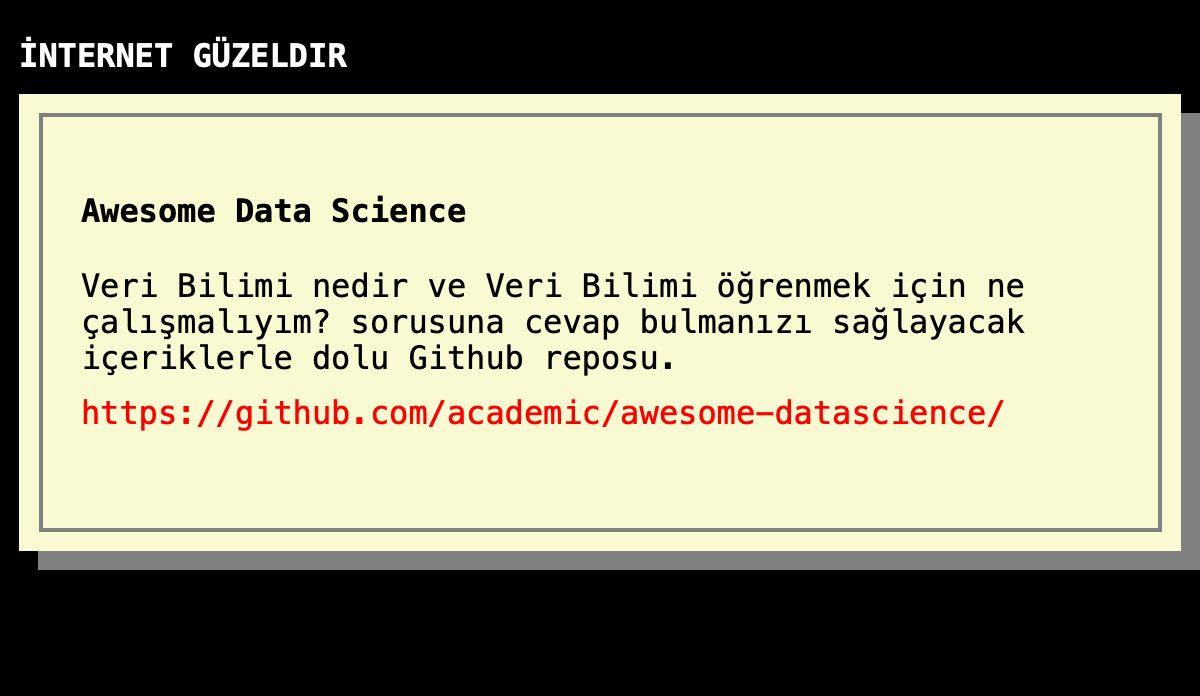 İNTERNET GÜZELDIR
Awesome Data Science
Veri Bilimi nedir ve Veri Bilimi öğrenmek için ne
çalışmalıyım? sorusuna cevap bulmanızı sağlayacak
içeriklerle dolu Github reposu.
https://github.com/academic/awesome-datascience/